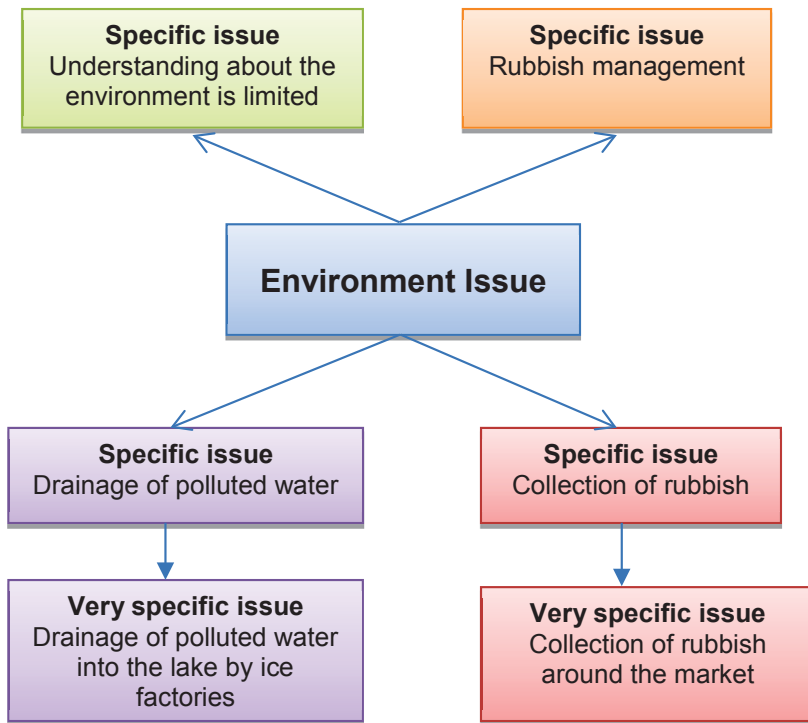 Specific issue
Understanding about the
environment is limited
Specific issue
Rubbish management
Environment Issue
Specific issue
Drainage of polluted water
Specific issue
Collection of rubbish
Very specific issue
Drainage of polluted water
into the lake by ice
factories
Very specific issue
Collection of rubbish
around the market